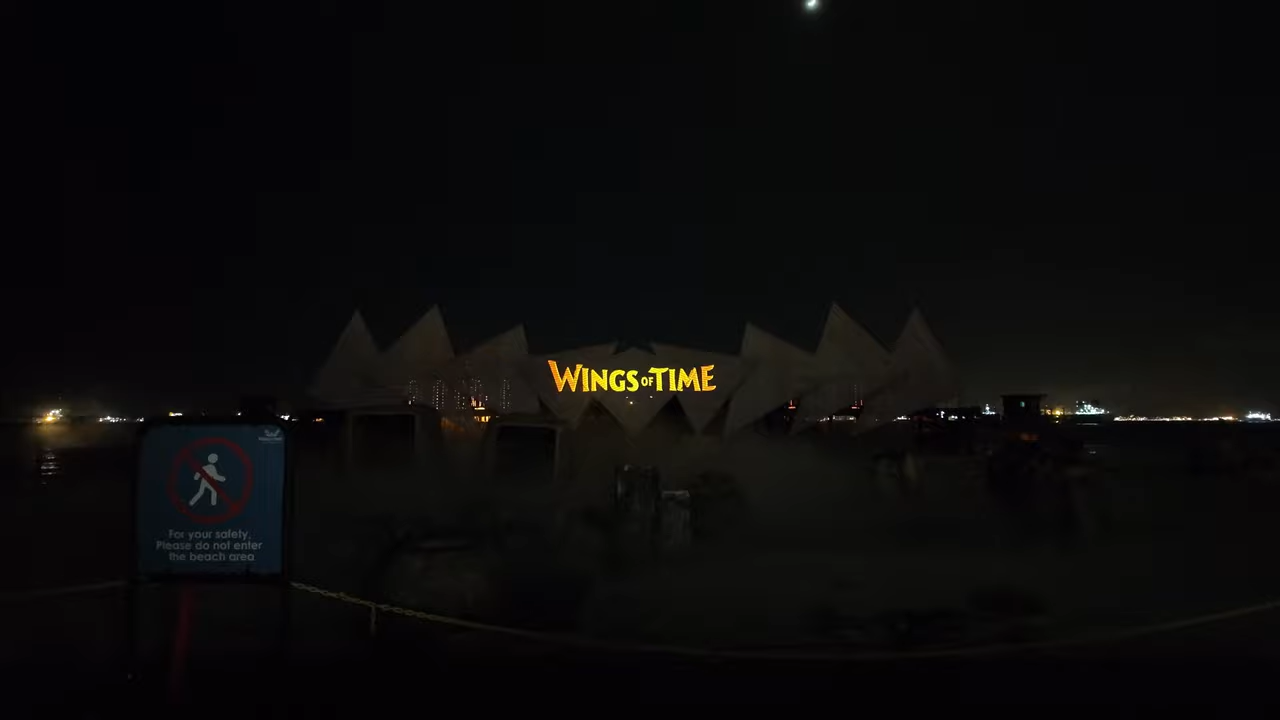 WINGS OF TIME
For your safety,
Please do not enter
the beach area